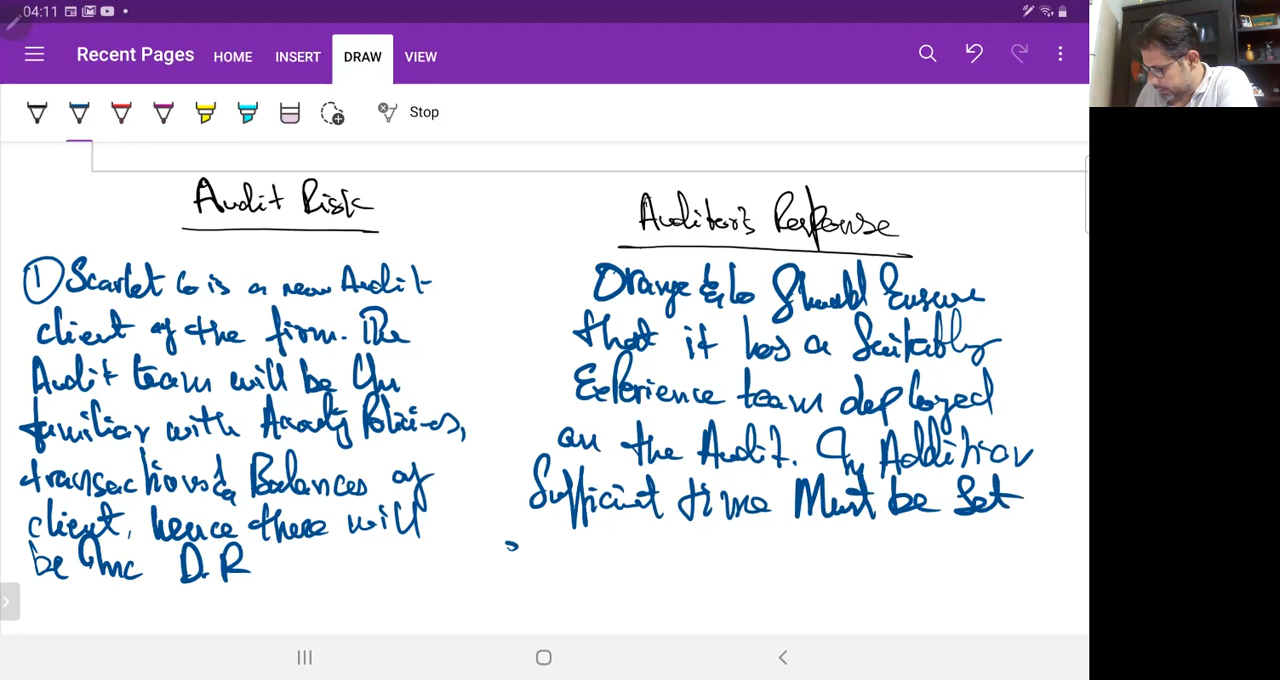 04:11
Recent Pages HOME INSERT DRAW VIEW
Stop
Audit Risk
① Scarlet Co is a new Audit
client of the firm. The
Audit team will be Un
familiar with Policies,
transactions & Balances of
client, hence there will
be Inc D.R
Auditor's Response
Orange & Co Should Ensure
that it has a Suitably
Experience team deployed
on the Audit. In Addition
Sufficient time Must be Set